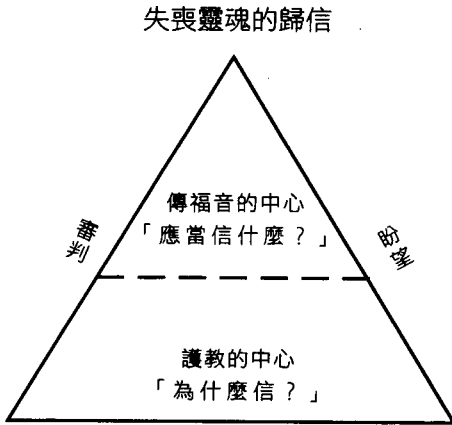 失喪靈魂的歸信
傳福音的中心
「應當信什麼？」
審判
盼望
護教的中心
「為什麼信？」